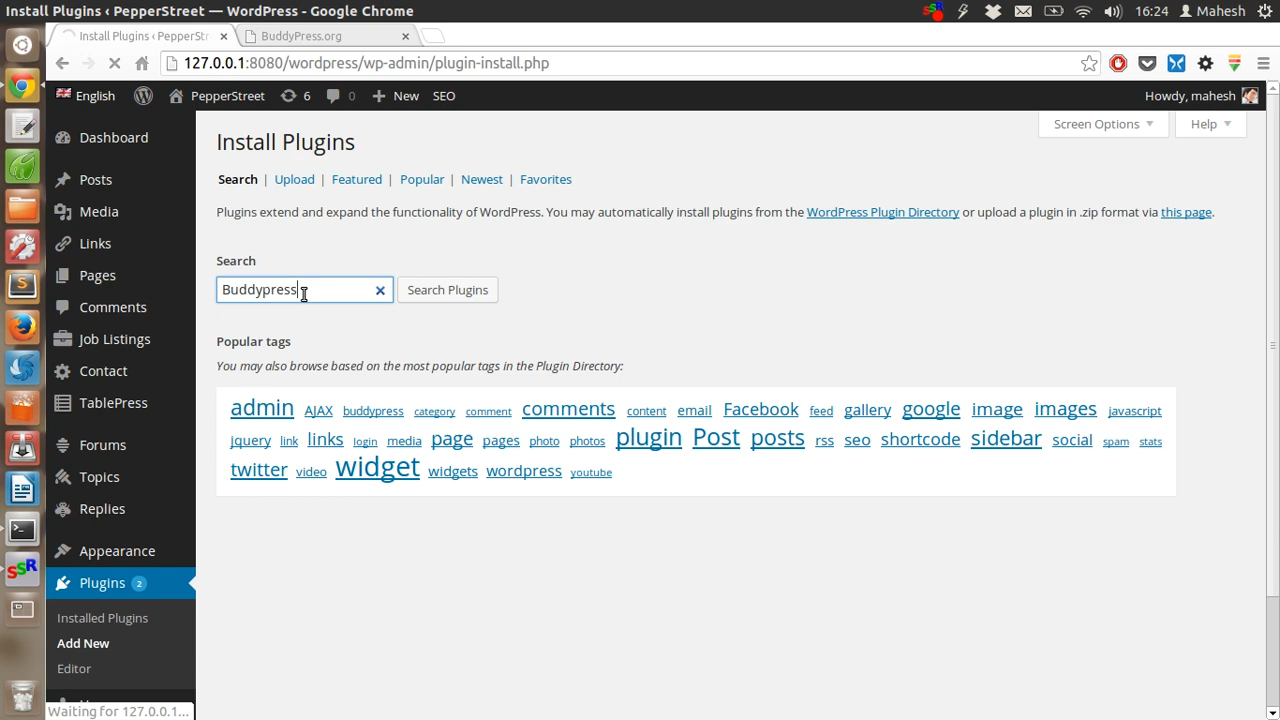 Install Plugins ‹ PepperStreet — WordPress - Google Chrome
16:24 Mahesh
Install Plugins ‹ PepperStr
BuddyPress.org
127.0.0.1:8080/wordpress/wp-admin/plugin-install.php
English PepperStreet 6 0 New SEO Howdy, mahesh
Screen Options Help
Dashboard
Posts
Media
Links
Pages
Comments
Job Listings
Contact
TablePress
Forums
Topics
Replies
Appearance
Plugins 2
Installed Plugins
Add New
Editor
Install Plugins
Search | Upload | Featured | Popular | Newest | Favorites
Plugins extend and expand the functionality of WordPress. You may automatically install plugins from the WordPress Plugin Directory or upload a plugin in .zip format via this page.
Search
Buddypress Search Plugins
Popular tags
You may also browse based on the most popular tags in the Plugin Directory:
admin AJAX buddypress category comment comments content email Facebook feed gallery google image images javascript
jquery link links login media page pages photo photos plugin Post posts rss seo shortcode sidebar social spam stats
twitter video widget widgets wordpress youtube
Waiting for 127.0.0.1...
SSR
SSR